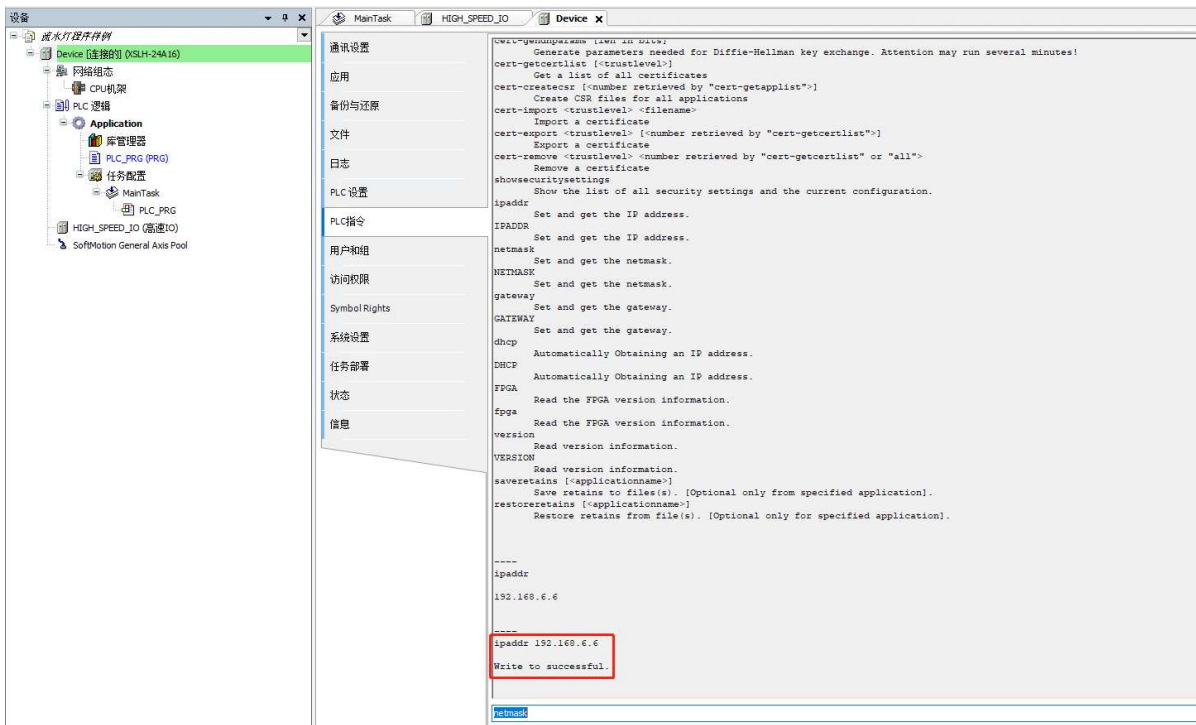 设备
流水灯程序样例
Device [连接的] (XSLH-24A16)
网络组态
CPU机架
PLC 逻辑
Application
库管理器
PLC_PRG (PRG)
任务配置
MainTask
PLC_PRG
HIGH_SPEED_IO (高速IO)
SoftMotion General Axis Pool
MainTask
HIGH_SPEED_IO
Device
通讯设置
应用
备份与还原
文件
日志
PLC 设置
PLC指令
用户和组
访问权限
Symbol Rights
系统设置
任务部署
状态
信息
cert-gendhparams [len in bits]
Generate parameters needed for Diffie-Hellman key exchange. Attention may run several minutes!
cert-getcertlist [<trustlevel>]
Get a list of all certificates
cert-createcsr [<number retrieved by "cert-getapplist">]
Create CSR files for all applications
cert-import <trustlevel> <filename>
Import a certificate
cert-export <trustlevel> [<number retrieved by "cert-getcertlist">]
Export a certificate
cert-remove <trustlevel> <number retrieved by "cert-getcertlist" or "all">
Remove a certificate
showsecuritysettings
Show the list of all security settings and the current configuration.
ipaddr
Set and get the IP address.
IPADDR
Set and get the IP address.
netmask
Set and get the netmask.
NETMASK
Set and get the netmask.
gateway
Set and get the gateway.
GATEWAY
Set and get the gateway.
dhcp
Automatically Obtaining an IP address.
DHCP
Automatically Obtaining an IP address.
FPGA
Read the FPGA version information.
fpga
Read the FPGA version information.
version
Read version information.
VERSION
Read version information.
saveretains [<applicationname>]
Save retains to files(s). [Optional only from specified application].
restoreretains [<applicationname>]
Restore retains from file(s). [Optional only for specified application].
----
ipaddr
192.168.6.6
----
ipaddr 192.168.6.6
Write to successful.
netmask